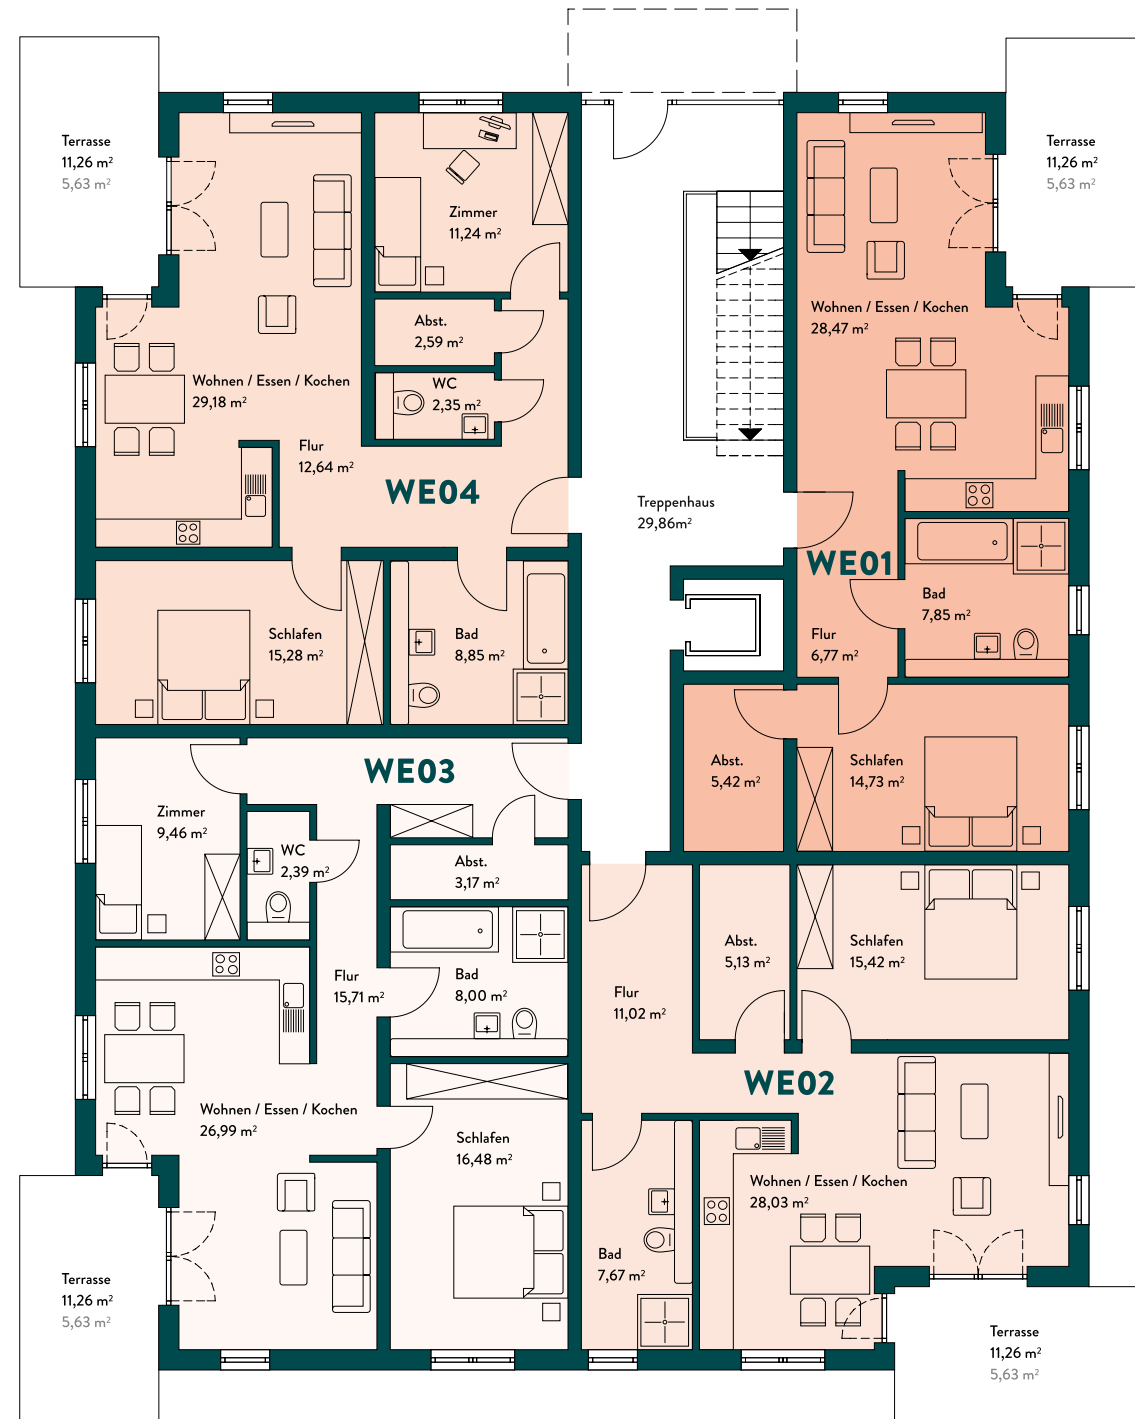 Terrasse
11,26 m²
5,63 m²
Zimmer
11,24 m²
Abst.
2,59 m²
WC
2,35 m²
Wohnen / Essen / Kochen
29,18 m²
Flur
12,64 m²
WE04
Schlafen
15,28 m²
Bad
8,85 m²
Treppenhaus
29,86m²
Terrasse
11,26 m²
5,63 m²
Wohnen / Essen / Kochen
28,47 m²
WE01
Bad
7,85 m²
Flur
6,77 m²
Abst.
5,42 m²
Schlafen
14,73 m²
WE03
Zimmer
9,46 m²
WC
2,39 m²
Abst.
3,17 m²
Flur
15,71 m²
Bad
8,00 m²
Wohnen / Essen / Kochen
26,99 m²
Schlafen
16,48 m²
Terrasse
11,26 m²
5,63 m²
Abst.
5,13 m²
Schlafen
15,42 m²
Flur
11,02 m²
WE02
Wohnen / Essen / Kochen
28,03 m²
Bad
7,67 m²
Terrasse
11,26 m²
5,63 m²